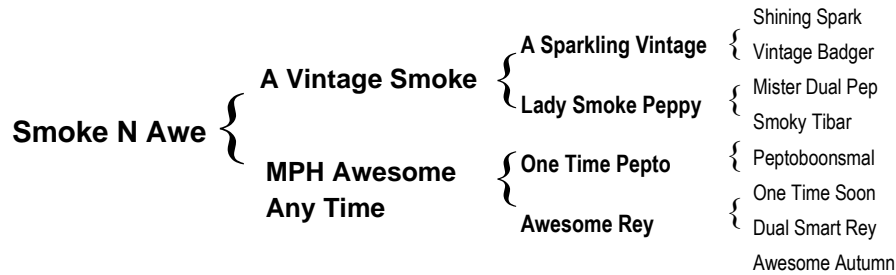 Smoke N Awe
A Vintage Smoke
MPH Awesome
Any Time
A Sparkling Vintage
Lady Smoke Peppy
One Time Pepto
Awesome Rey
Shining Spark
Vintage Badger
Mister Dual Pep
Smoky Tibar
Peptoboonsmal
One Time Soon
Dual Smart Rey
Awesome Autumn